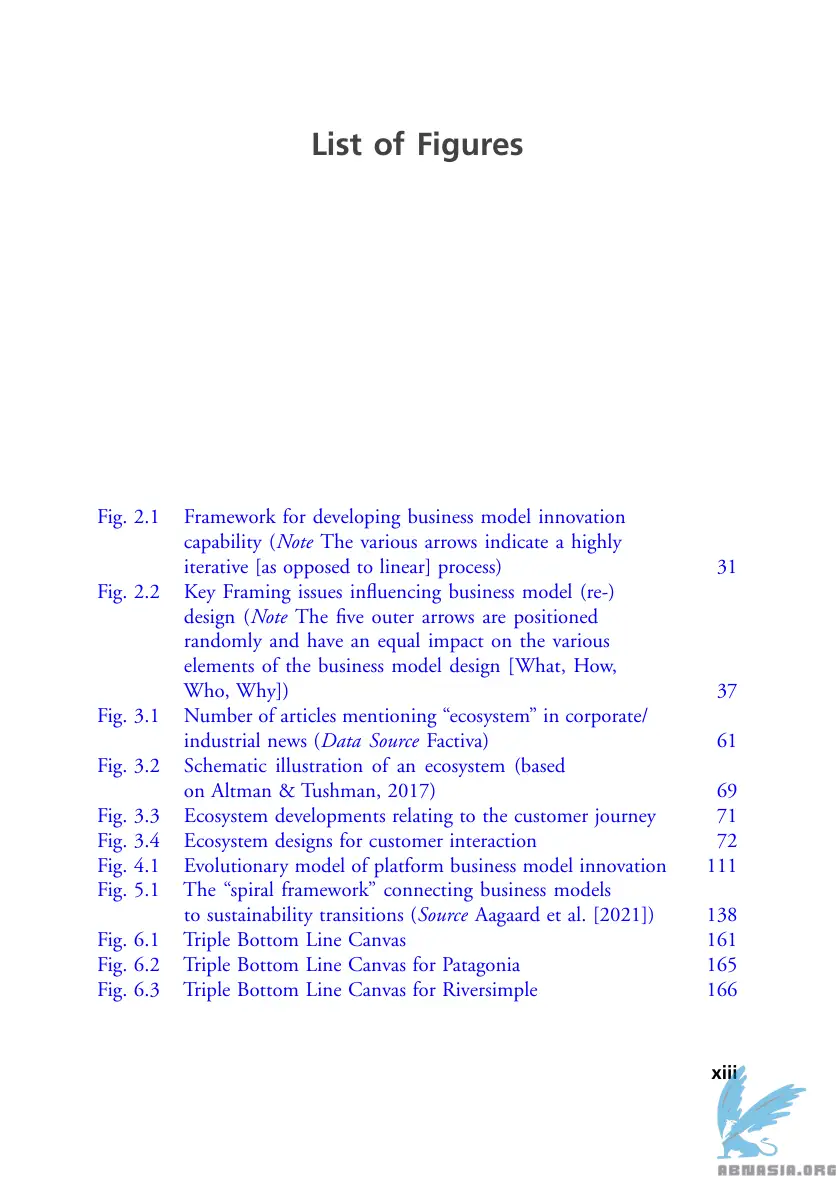 List of Figures
Fig. 2.1 Framework for developing business model innovation
capability (Note The various arrows indicate a highly
iterative [as opposed to linear] process) 31
Fig. 2.2 Key Framing issues influencing business model (re-)
design (Note The five outer arrows are positioned
randomly and have an equal impact on the various
elements of the business model design [What, How,
Who, Why]) 37
Fig. 3.1 Number of articles mentioning “ecosystem” in corporate/
industrial news (Data Source Factiva) 61
Fig. 3.2 Schematic illustration of an ecosystem (based
on Altman & Tushman, 2017) 69
Fig. 3.3 Ecosystem developments relating to the customer journey 71
Fig. 3.4 Ecosystem designs for customer interaction 72
Fig. 4.1 Evolutionary model of platform business model innovation 111
Fig. 5.1 The “spiral framework” connecting business models
to sustainability transitions (Source Aagaard et al. [2021]) 138
Fig. 6.1 Triple Bottom Line Canvas 161
Fig. 6.2 Triple Bottom Line Canvas for Patagonia 165
Fig. 6.3 Triple Bottom Line Canvas for Riversimple 166
xiii
ABNASIA.ORG